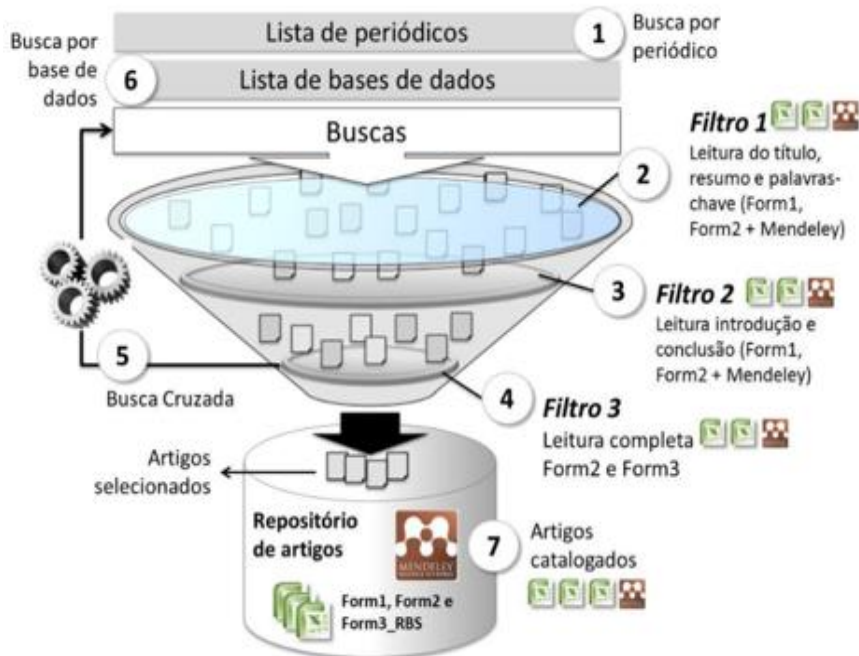 Lista de periódicos
1
Busca por
periódico
Busca por
base de
dados
6
Lista de bases de dados
Buscas
2
Filtro 1
Leitura do título,
resumo e palavras-
chave (Form1,
Form2 + Mendeley)
3
Filtro 2
Leitura introdução e
conclusão (Form1,
Form2 + Mendeley)
5
Busca Cruzada
4
Filtro 3
Leitura completa
Form2 e Form3
Artigos
selecionados
Repositório
de artigos
MENDELEY
7
Artigos
catalogados
Form1, Form2 e
Form3_RBS